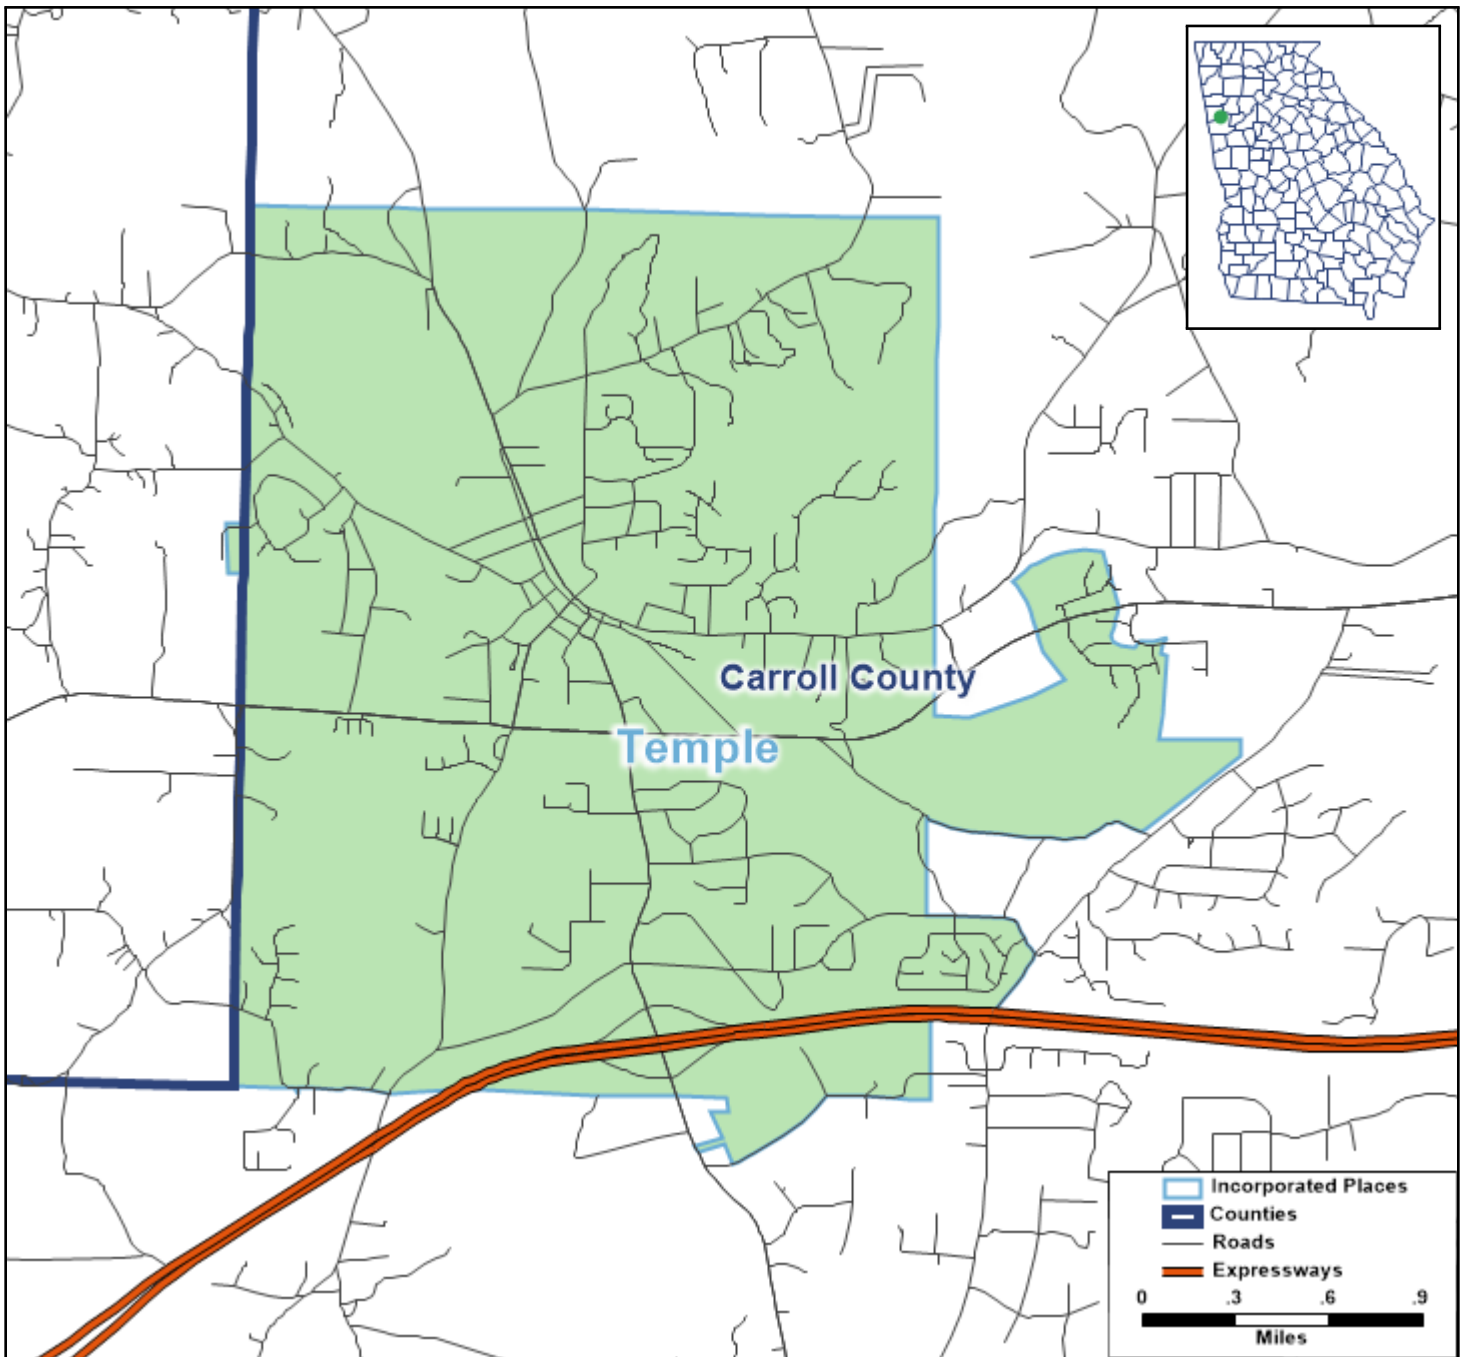 Carroll County
Temple
Incorporated Places
Counties
Roads
Expressways
0 .3 .6 .9
Miles